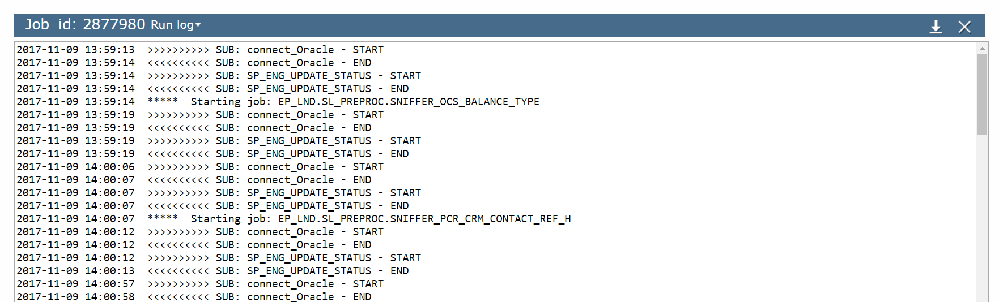 Job_id: 2877980 Run log
2017-11-09 13:59:13  >>>>>>>>>> SUB: connect_Oracle - START
2017-11-09 13:59:14  <<<<<<<<<< SUB: connect_Oracle - END
2017-11-09 13:59:14  >>>>>>>>>> SUB: SP_ENG_UPDATE_STATUS - START
2017-11-09 13:59:14  <<<<<<<<<< SUB: SP_ENG_UPDATE_STATUS - END
2017-11-09 13:59:14  *****  Starting job: EP_LND.SL_PREPROC.SNIFFER_OCS_BALANCE_TYPE
2017-11-09 13:59:19  >>>>>>>>>> SUB: connect_Oracle - START
2017-11-09 13:59:19  <<<<<<<<<< SUB: connect_Oracle - END
2017-11-09 13:59:19  >>>>>>>>>> SUB: SP_ENG_UPDATE_STATUS - START
2017-11-09 13:59:19  <<<<<<<<<< SUB: SP_ENG_UPDATE_STATUS - END
2017-11-09 14:00:06  >>>>>>>>>> SUB: connect_Oracle - START
2017-11-09 14:00:07  <<<<<<<<<< SUB: connect_Oracle - END
2017-11-09 14:00:07  >>>>>>>>>> SUB: SP_ENG_UPDATE_STATUS - START
2017-11-09 14:00:07  <<<<<<<<<< SUB: SP_ENG_UPDATE_STATUS - END
2017-11-09 14:00:07  *****  Starting job: EP_LND.SL_PREPROC.SNIFFER_PCR_CRM_CONTACT_REF_H
2017-11-09 14:00:12  >>>>>>>>>> SUB: connect_Oracle - START
2017-11-09 14:00:12  <<<<<<<<<< SUB: connect_Oracle - END
2017-11-09 14:00:12  >>>>>>>>>> SUB: SP_ENG_UPDATE_STATUS - START
2017-11-09 14:00:13  <<<<<<<<<< SUB: SP_ENG_UPDATE_STATUS - END
2017-11-09 14:00:57  >>>>>>>>>> SUB: connect_Oracle - START
2017-11-09 14:00:58  <<<<<<<<<< SUB: connect_Oracle - END